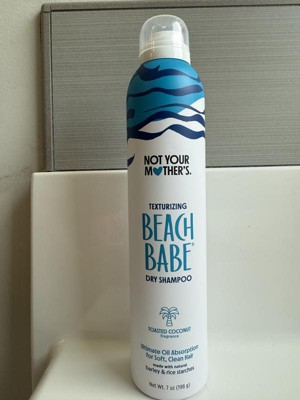 NOT YOUR
MOTHER'S.
TEXTURIZING
BEACH
BABE®
DRY SHAMPOO
TOASTED COCONUT
fragrance
Ultimate Oil Absorption
for Soft, Clean Hair
made with natural
barley & rice starches
Net Wt. 7 oz (198 g)